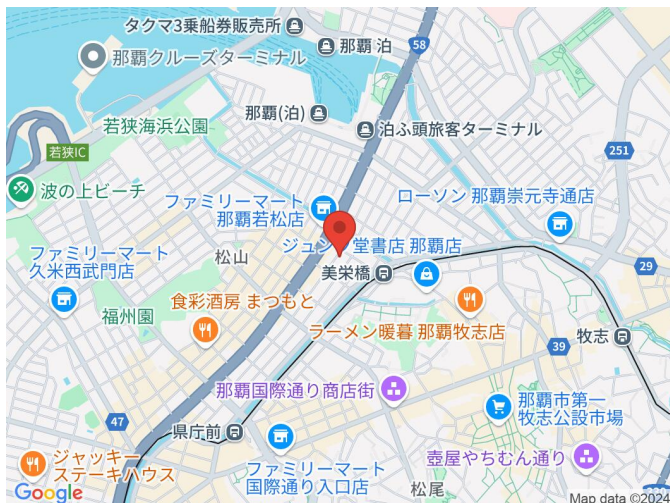 タクマ3乗船券販売所
那覇 泊
58
那覇クルーズターミナル
那覇(泊)
若狭海浜公園
泊ふ頭旅客ターミナル
若狭IC
251
波の上ビーチ
ファミリーマート
那覇若松店
ローソン 那覇崇元寺通店
ファミリーマート
久米西武門店
松山
ジュン
堂書店 那覇店
美栄橋
29
福州園
食彩酒房 まつもと
ラーメン暖暮 那覇牧志店
牧志
39
那覇国際通り商店街
47
県庁前
那覇市第一
牧志公設市場
ジャッキー
ステーキハウス
ファミリーマート
国際通り入口店
壺屋やちむん通り
松尾
Google
Map data ©2024